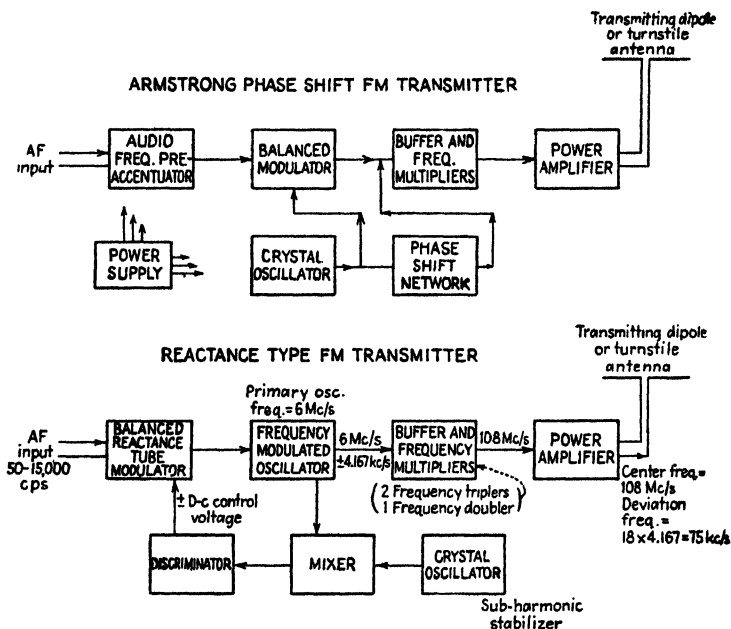 Transmitting dipole
or turnstile
antenna
ARMSTRONG PHASE SHIFT FM TRANSMITTER
AF
input
AUDIO
FREQ. PRE
ACCENTUATOR
BALANCED
MODULATOR
BUFFER AND
FREQ.
MULTIPLIERS
POWER
AMPLIFIER
POWER
SUPPLY
CRYSTAL
OSCILLATOR
PHASE
SHIFT
NETWORK
Transmitting dipole
or turnstile
antenna
REACTANCE TYPE FM TRANSMITTER
Primary osc.
freq.=6 Mc/s
AF
input
50-15,000
cps
BALANCED
REACTANCE
TUBE
MODULATOR
FREQUENCY
MODULATED
OSCILLATOR
6 Mc/s
±4.167 kc/s
BUFFER AND
FREQUENCY
MULTIPLIERS
108 Mc/s
POWER
AMPLIFIER
(2 Frequency triplers
1 Frequency doubler)
Center freq.=
108 Mc/s
Deviation
freq.=
18 x 4.167=75 kc/s
± D-c control
voltage
DISCRIMINATOR
MIXER
CRYSTAL
OSCILLATOR
Sub-harmonic
stabilizer